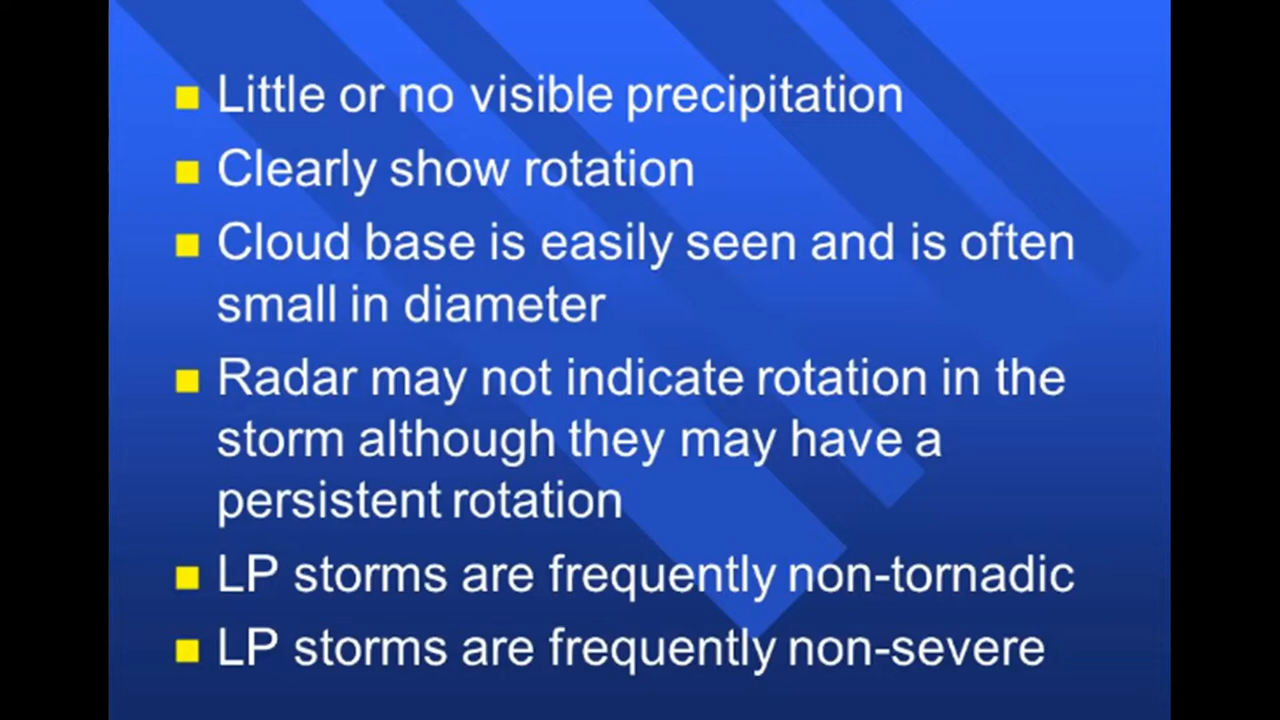 Little or no visible precipitation
Clearly show rotation
Cloud base is easily seen and is often
small in diameter
Radar may not indicate rotation in the
storm although they may have a
persistent rotation
LP storms are frequently non-tornadic
LP storms are frequently non-severe